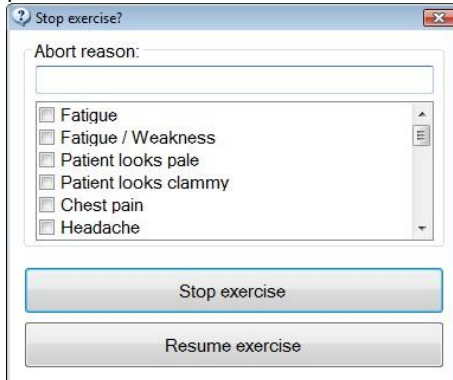 Stop exercise?
Abort reason:
Fatigue
Fatigue / Weakness
Patient looks pale
Patient looks clammy
Chest pain
Headache
Stop exercise
Resume exercise